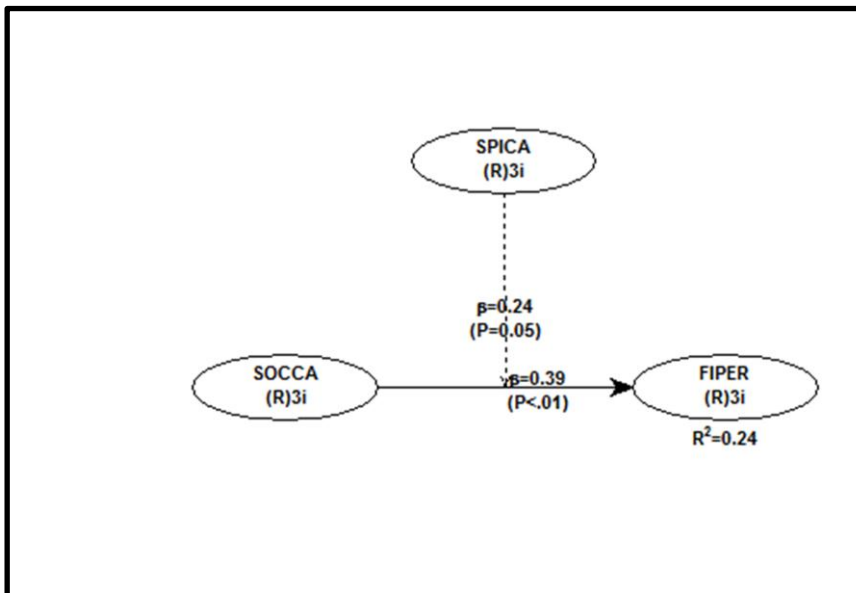 SPICA
(R)3i
β=0.24
(P=0.05)
SOCCA
(R)3i
β=0.39
(P<.01)
FIPER
(R)3i
R²=0.24